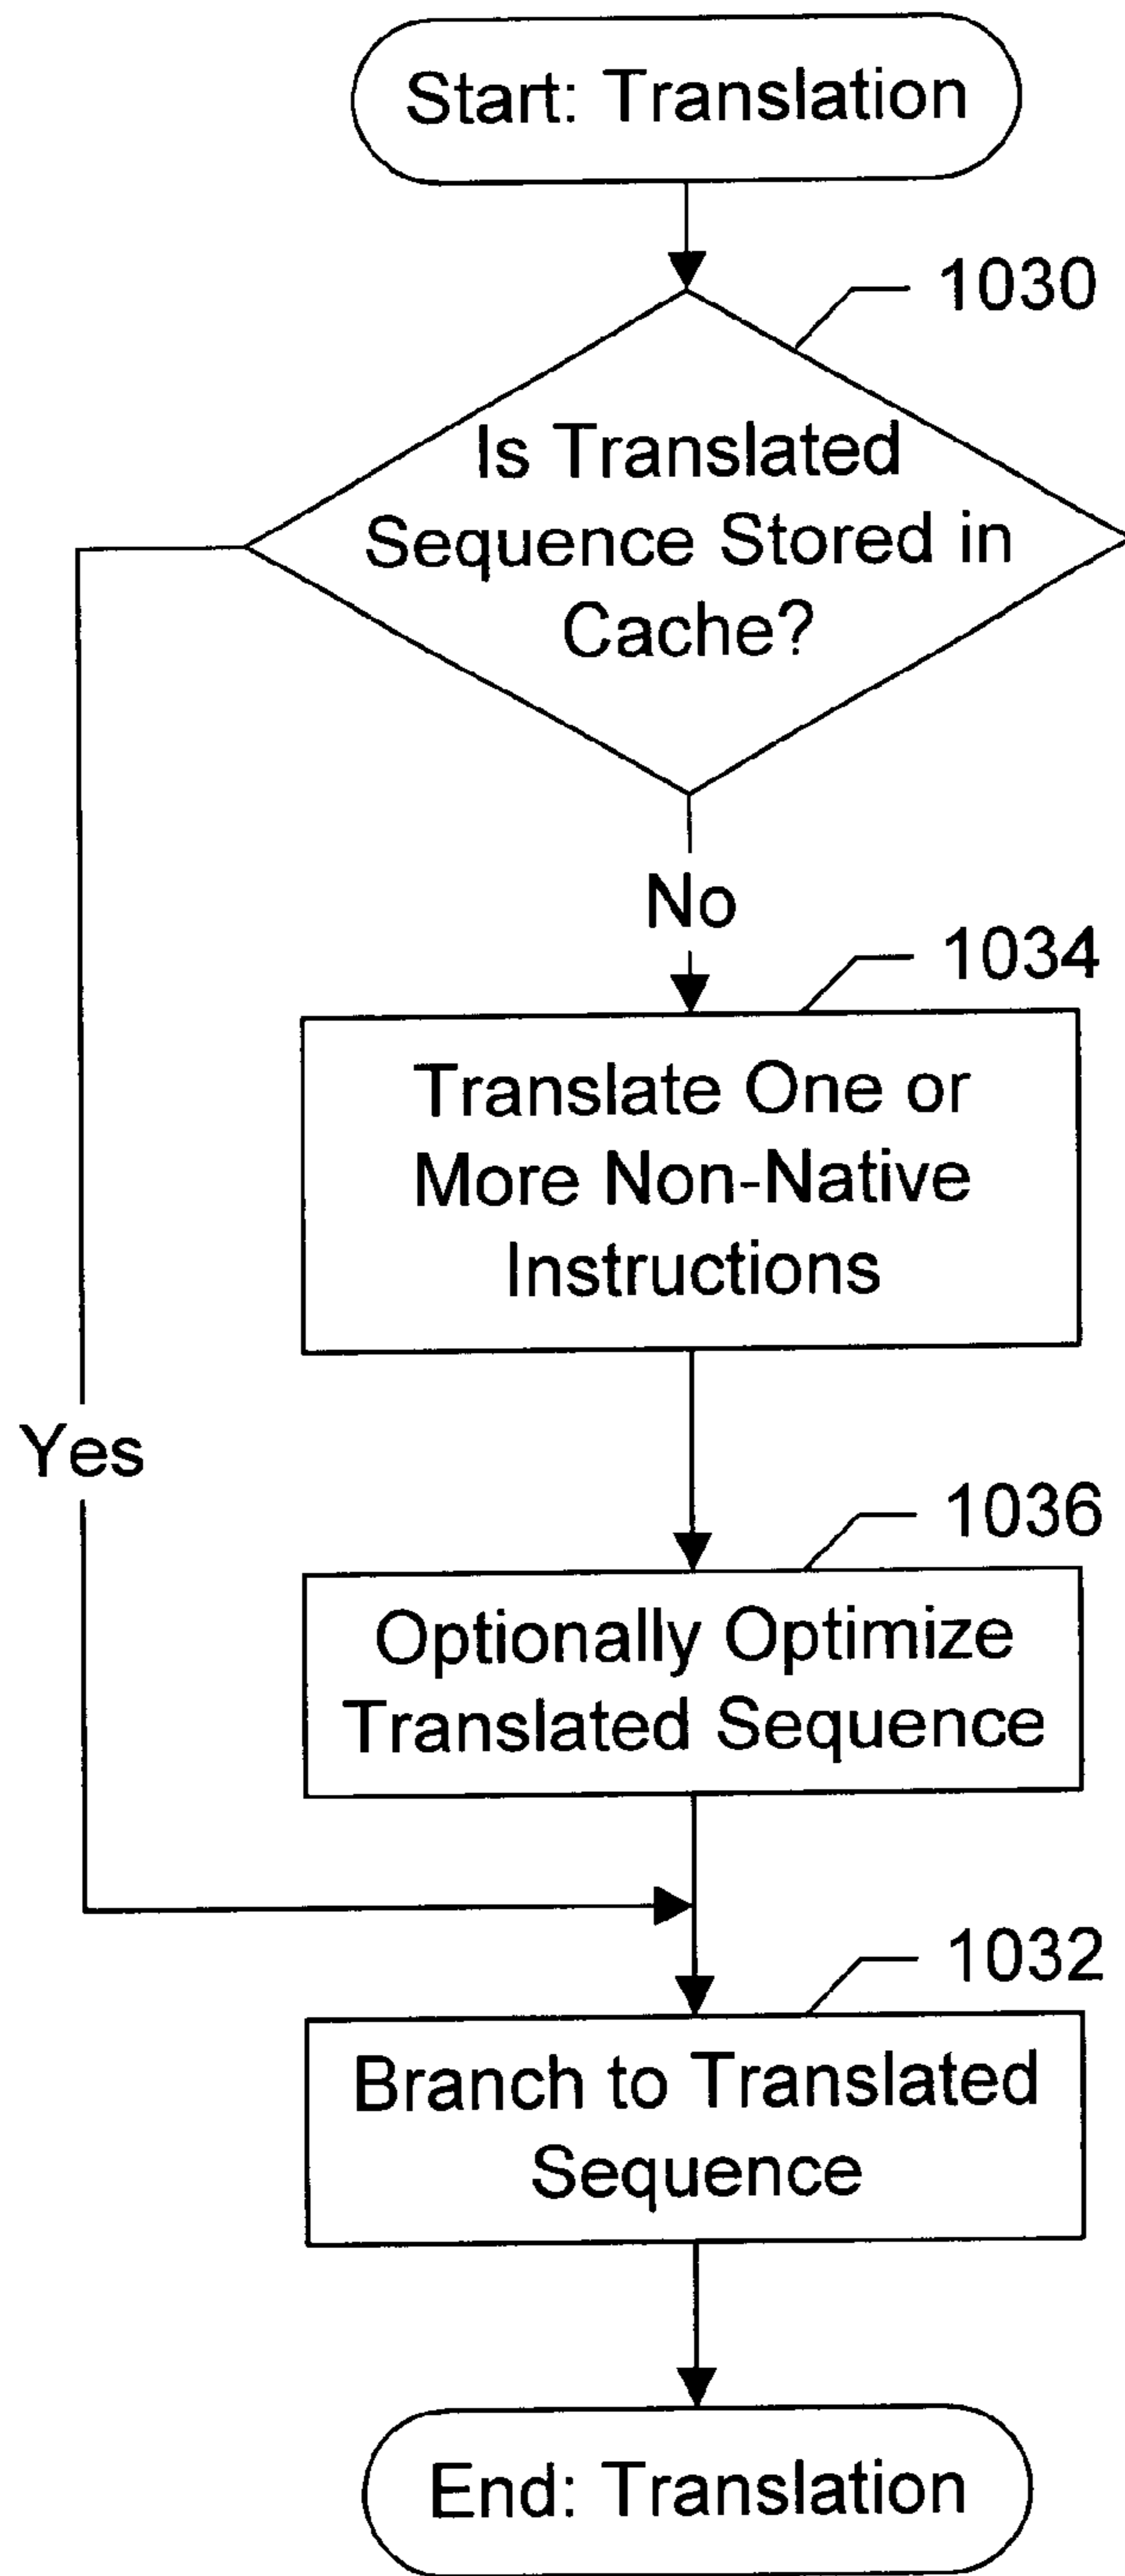 Start: Translation
1030
Is Translated
Sequence Stored in
Cache?
No
1034
Translate One or
More Non-Native
Instructions
Yes
1036
Optionally Optimize
Translated Sequence
1032
Branch to Translated
Sequence
End: Translation